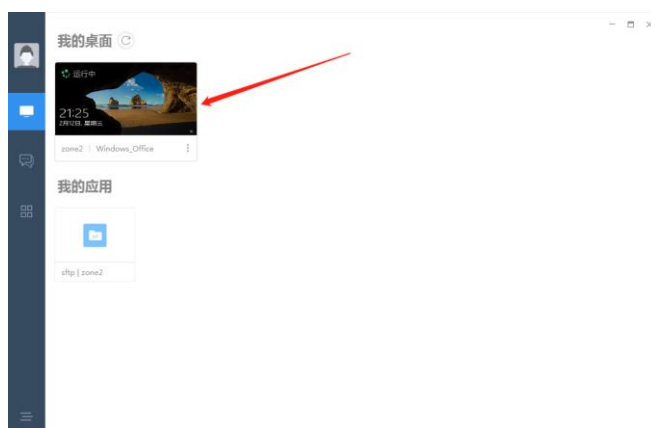 我的桌面
运行中
21:25
2月12日, 星期三
zone2 | Windows_Office
我的应用
sftp | zone2